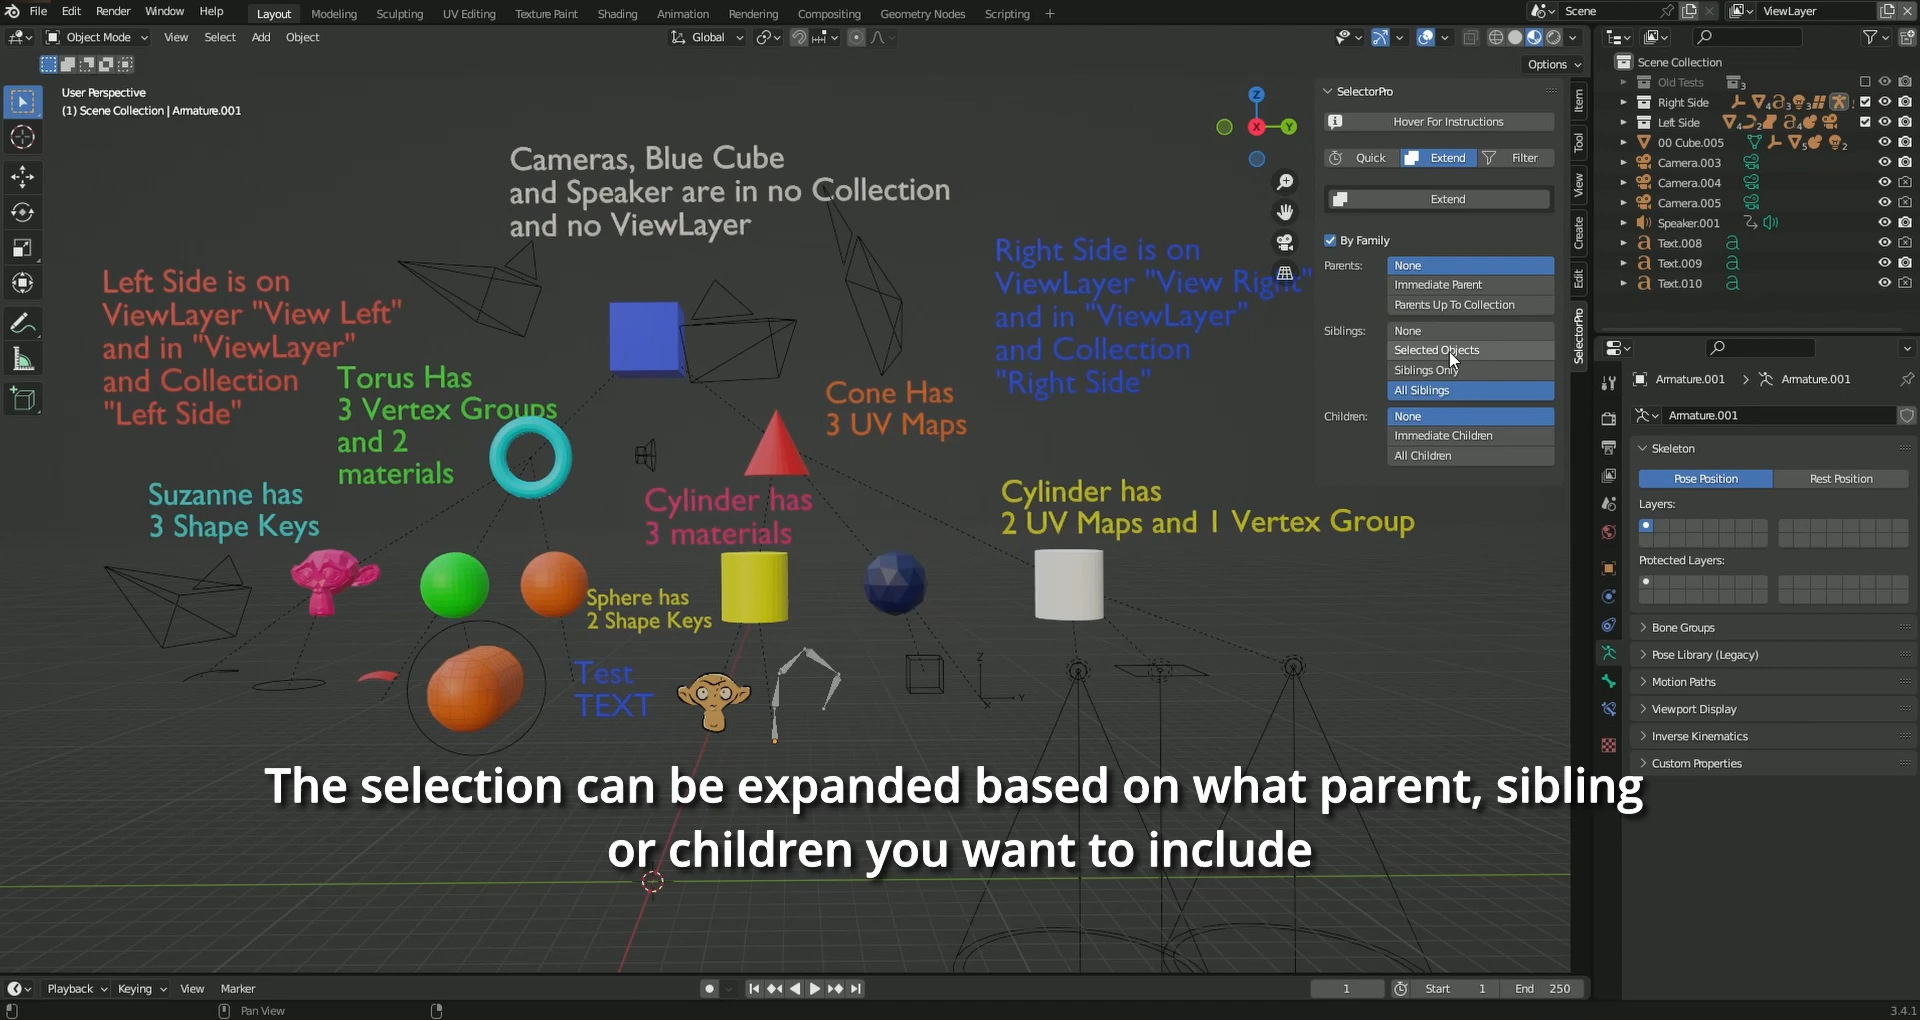 File Edit Render Window Help Layout Modeling Sculpting UV Editing Texture Paint Shading Animation Rendering Compositing Geometry Nodes Scripting + Scene ViewLayer
Object Mode View Select Add Object Global
Options
User Perspective
(1) Scene Collection | Armature.001
Cameras, Blue Cube
and Speaker are in no Collection
and no ViewLayer
Left Side is on
ViewLayer "View Left"
and in "ViewLayer"
and Collection
"Left Side"
Right Side is on
ViewLayer "View Right"
and in "ViewLayer"
and Collection
"Right Side"
Torus Has
3 Vertex Groups
and 2
materials
Cone Has
3 UV Maps
Suzanne has
3 Shape Keys
Cylinder has
3 materials
Cylinder has
2 UV Maps and 1 Vertex Group
Sphere has
2 Shape Keys
Test
TEXT
Z
Y
X
Z
Y
X
SelectorPro
Hover For Instructions
Quick Extend Filter
Extend
By Family
Parents: None
Immediate Parent
Parents Up To Collection
Siblings: None
Selected Objects
Siblings Only
All Siblings
Children: None
Immediate Children
All Children
Item
Tool
View
Create
Edit
SelectorPro
Scene Collection
Old Tests 3
Right Side 4 3 3
Left Side 4 2 4
00 Cube.005 5 2
Camera.003
Camera.004
Camera.005
Speaker.001
Text.008
Text.009
Text.010
Armature.001 Armature.001
Armature.001
Skeleton
Pose Position Rest Position
Layers:
Protected Layers:
Bone Groups
Pose Library (Legacy)
Motion Paths
Viewport Display
Inverse Kinematics
Custom Properties
The selection can be expanded based on what parent, sibling
or children you want to include
Playback Keying View Marker 1 Start 1 End 250
Pan View 3.4.1